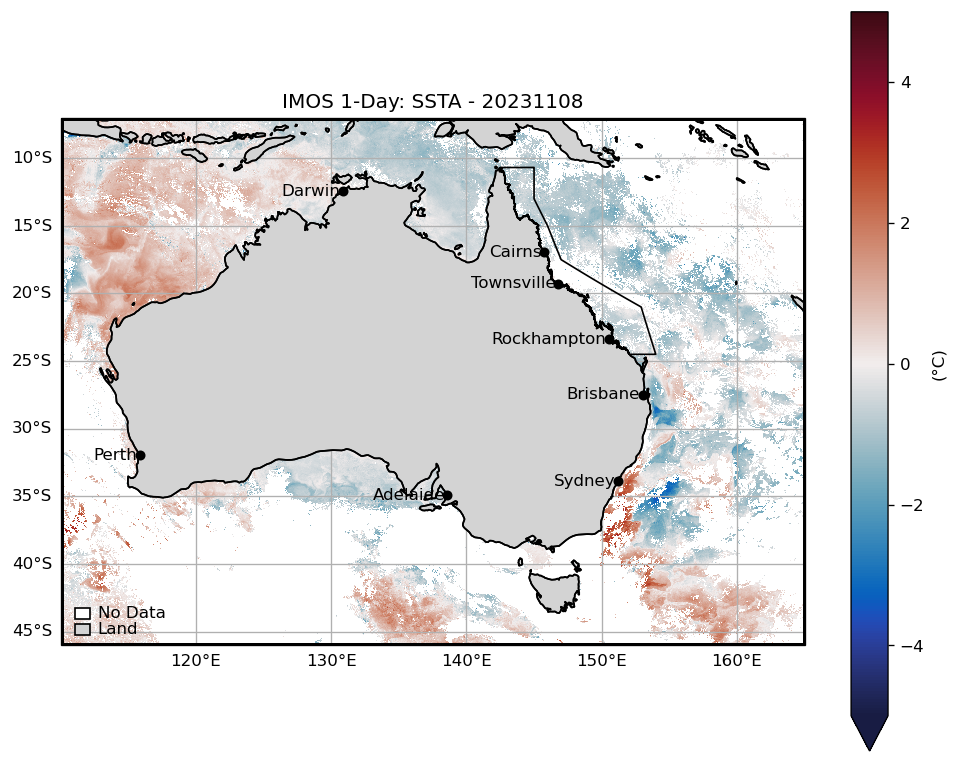 IMOS 1-Day: SSTA - 20231108
10°S
15°S
20°S
25°S
30°S
35°S
40°S
45°S
120°E
130°E
140°E
150°E
160°E
Darwin
Cairns
Townsville
Rockhampton
Brisbane
Perth
Sydney
Adelaide
No Data
Land
4
2
0
−2
−4
(°C)